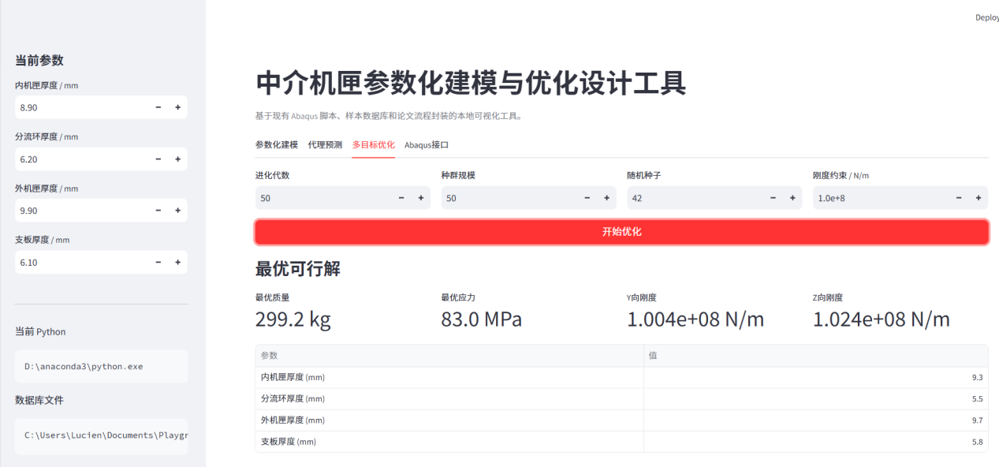 Deploy
当前参数
内机匣厚度 / mm
8.90
分流环厚度 / mm
6.20
外机匣厚度 / mm
9.90
支板厚度 / mm
6.10
当前 Python
D:\anaconda3\python.exe
数据库文件
C:\Users\Lucien\Documents\Playgr
中介机匣参数化建模与优化设计工具
基于现有 Abaqus 脚本、样本数据库和论文流程封装的本地可视化工具。
参数化建模 代理预测 多目标优化 Abaqus接口
进化代数 种群规模 随机种子 刚度约束 / N/m
50 50 42 1.0e+8
开始优化
最优可行解
最优质量 最优应力 Y向刚度 Z向刚度
299.2 kg 83.0 MPa 1.004e+08 N/m 1.024e+08 N/m
参数 值
内机匣厚度 (mm) 9.3
分流环厚度 (mm) 5.5
外机匣厚度 (mm) 9.7
支板厚度 (mm) 5.8